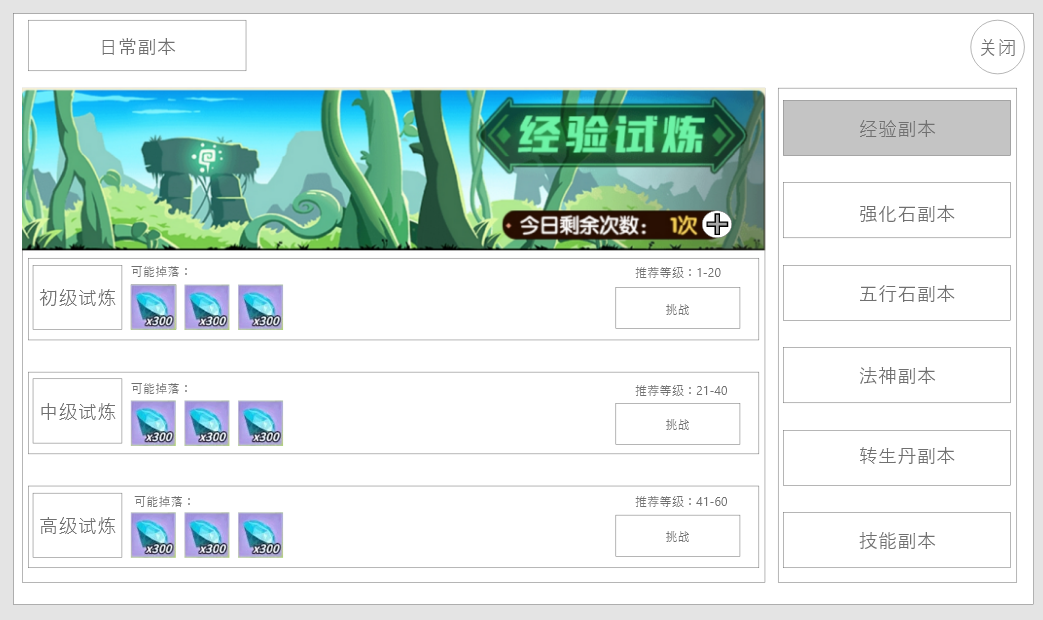 日常副本
关闭
经验试炼
今日剩余次数： 1次
初级试炼
可能掉落：
x300
x300
x300
推荐等级：1-20
挑战
中级试炼
可能掉落：
x300
x300
x300
推荐等级：21-40
挑战
高级试炼
可能掉落：
x300
x300
x300
推荐等级：41-60
挑战
经验副本
强化石副本
五行石副本
法神副本
转生丹副本
技能副本